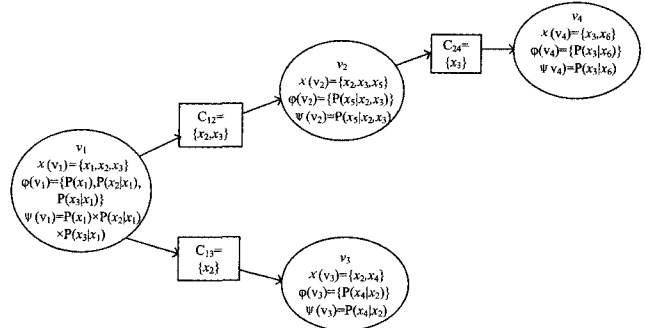 v₁
χ(v₁)={x₁,x₂,x₃}
φ(v₁)={P(x₁),P(x₂|x₁),
P(x₃|x₁)}
Ψ(v₁)=P(x₁)×P(x₂|x₁)
×P(x₃|x₁)
C₁₂=
{x₂,x₃}
v₂
χ(v₂)={x₂,x₃,x₅}
φ(v₂)={P(x₅|x₂,x₃)}
Ψ(v₂)=P(x₅|x₂,x₃)
C₂₄=
{x₃}
v₄
χ(v₄)={x₃,x₆}
φ(v₄)={P(x₃|x₆)}
Ψ v₄)=P(x₃|x₆)
C₁₃=
{x₂}
v₃
χ(v₃)={x₂,x₄}
φ(v₃)={P(x₄|x₂)}
Ψ(v₃)=P(x₄|x₂)